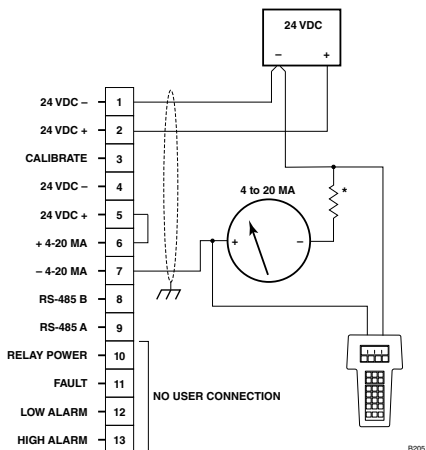 24 VDC
– +
24 VDC – 1
24 VDC + 2
CALIBRATE 3
24 VDC – 4
24 VDC + 5
+ 4-20 MA 6
– 4-20 MA 7
RS-485 B 8
RS-485 A 9
RELAY POWER 10
FAULT 11
LOW ALARM 12
HIGH ALARM 13
4 to 20 MA
*
+ –
NO USER CONNECTION
B205